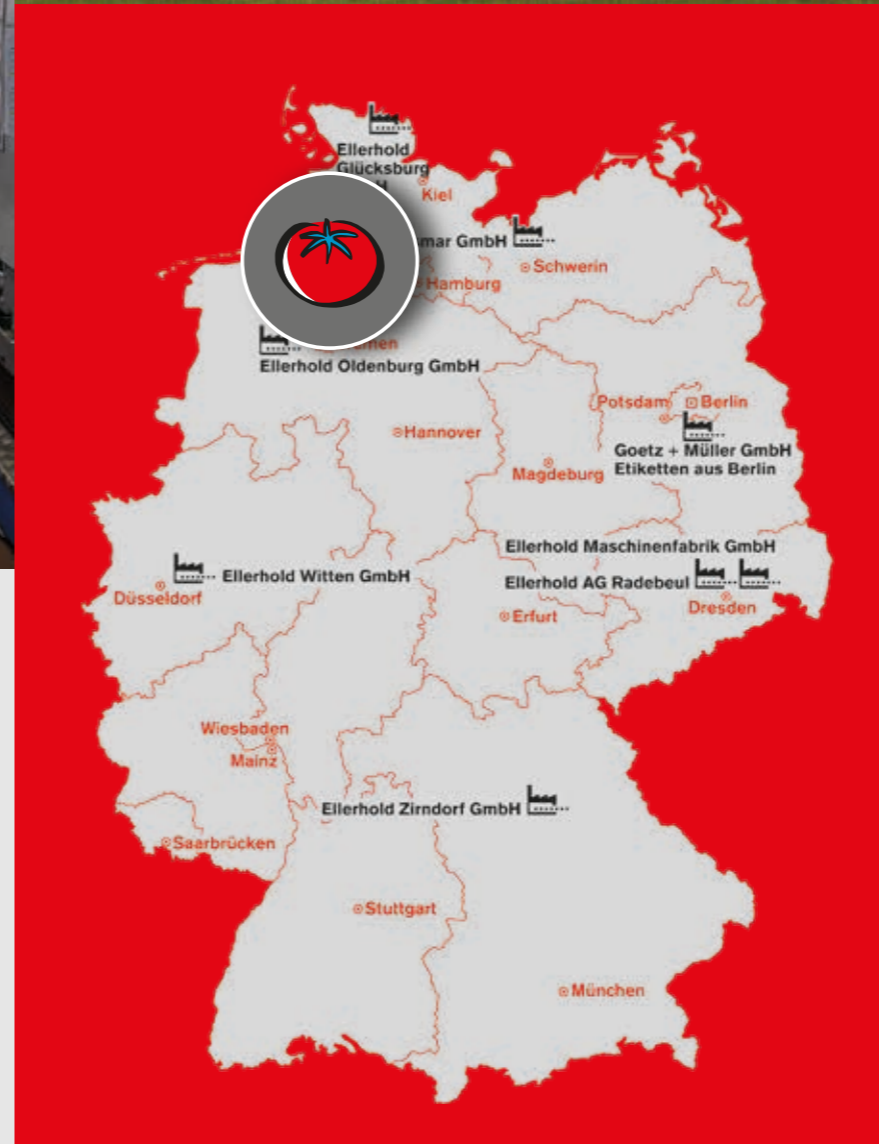 Ellerhold
Glücksburg
Kiel
mar GmbH
Schwerin
Hamburg
Ellerhold Oldenburg GmbH
Potsdam
Berlin
Hannover
Goetz + Müller GmbH
Etiketten aus Berlin
Magdeburg
Ellerhold Maschinenfabrik GmbH
Ellerhold Witten GmbH
Ellerhold AG Radebeul
Düsseldorf
Dresden
Erfurt
Wiesbaden
Mainz
Ellerhold Zirndorf GmbH
Saarbrücken
Stuttgart
München